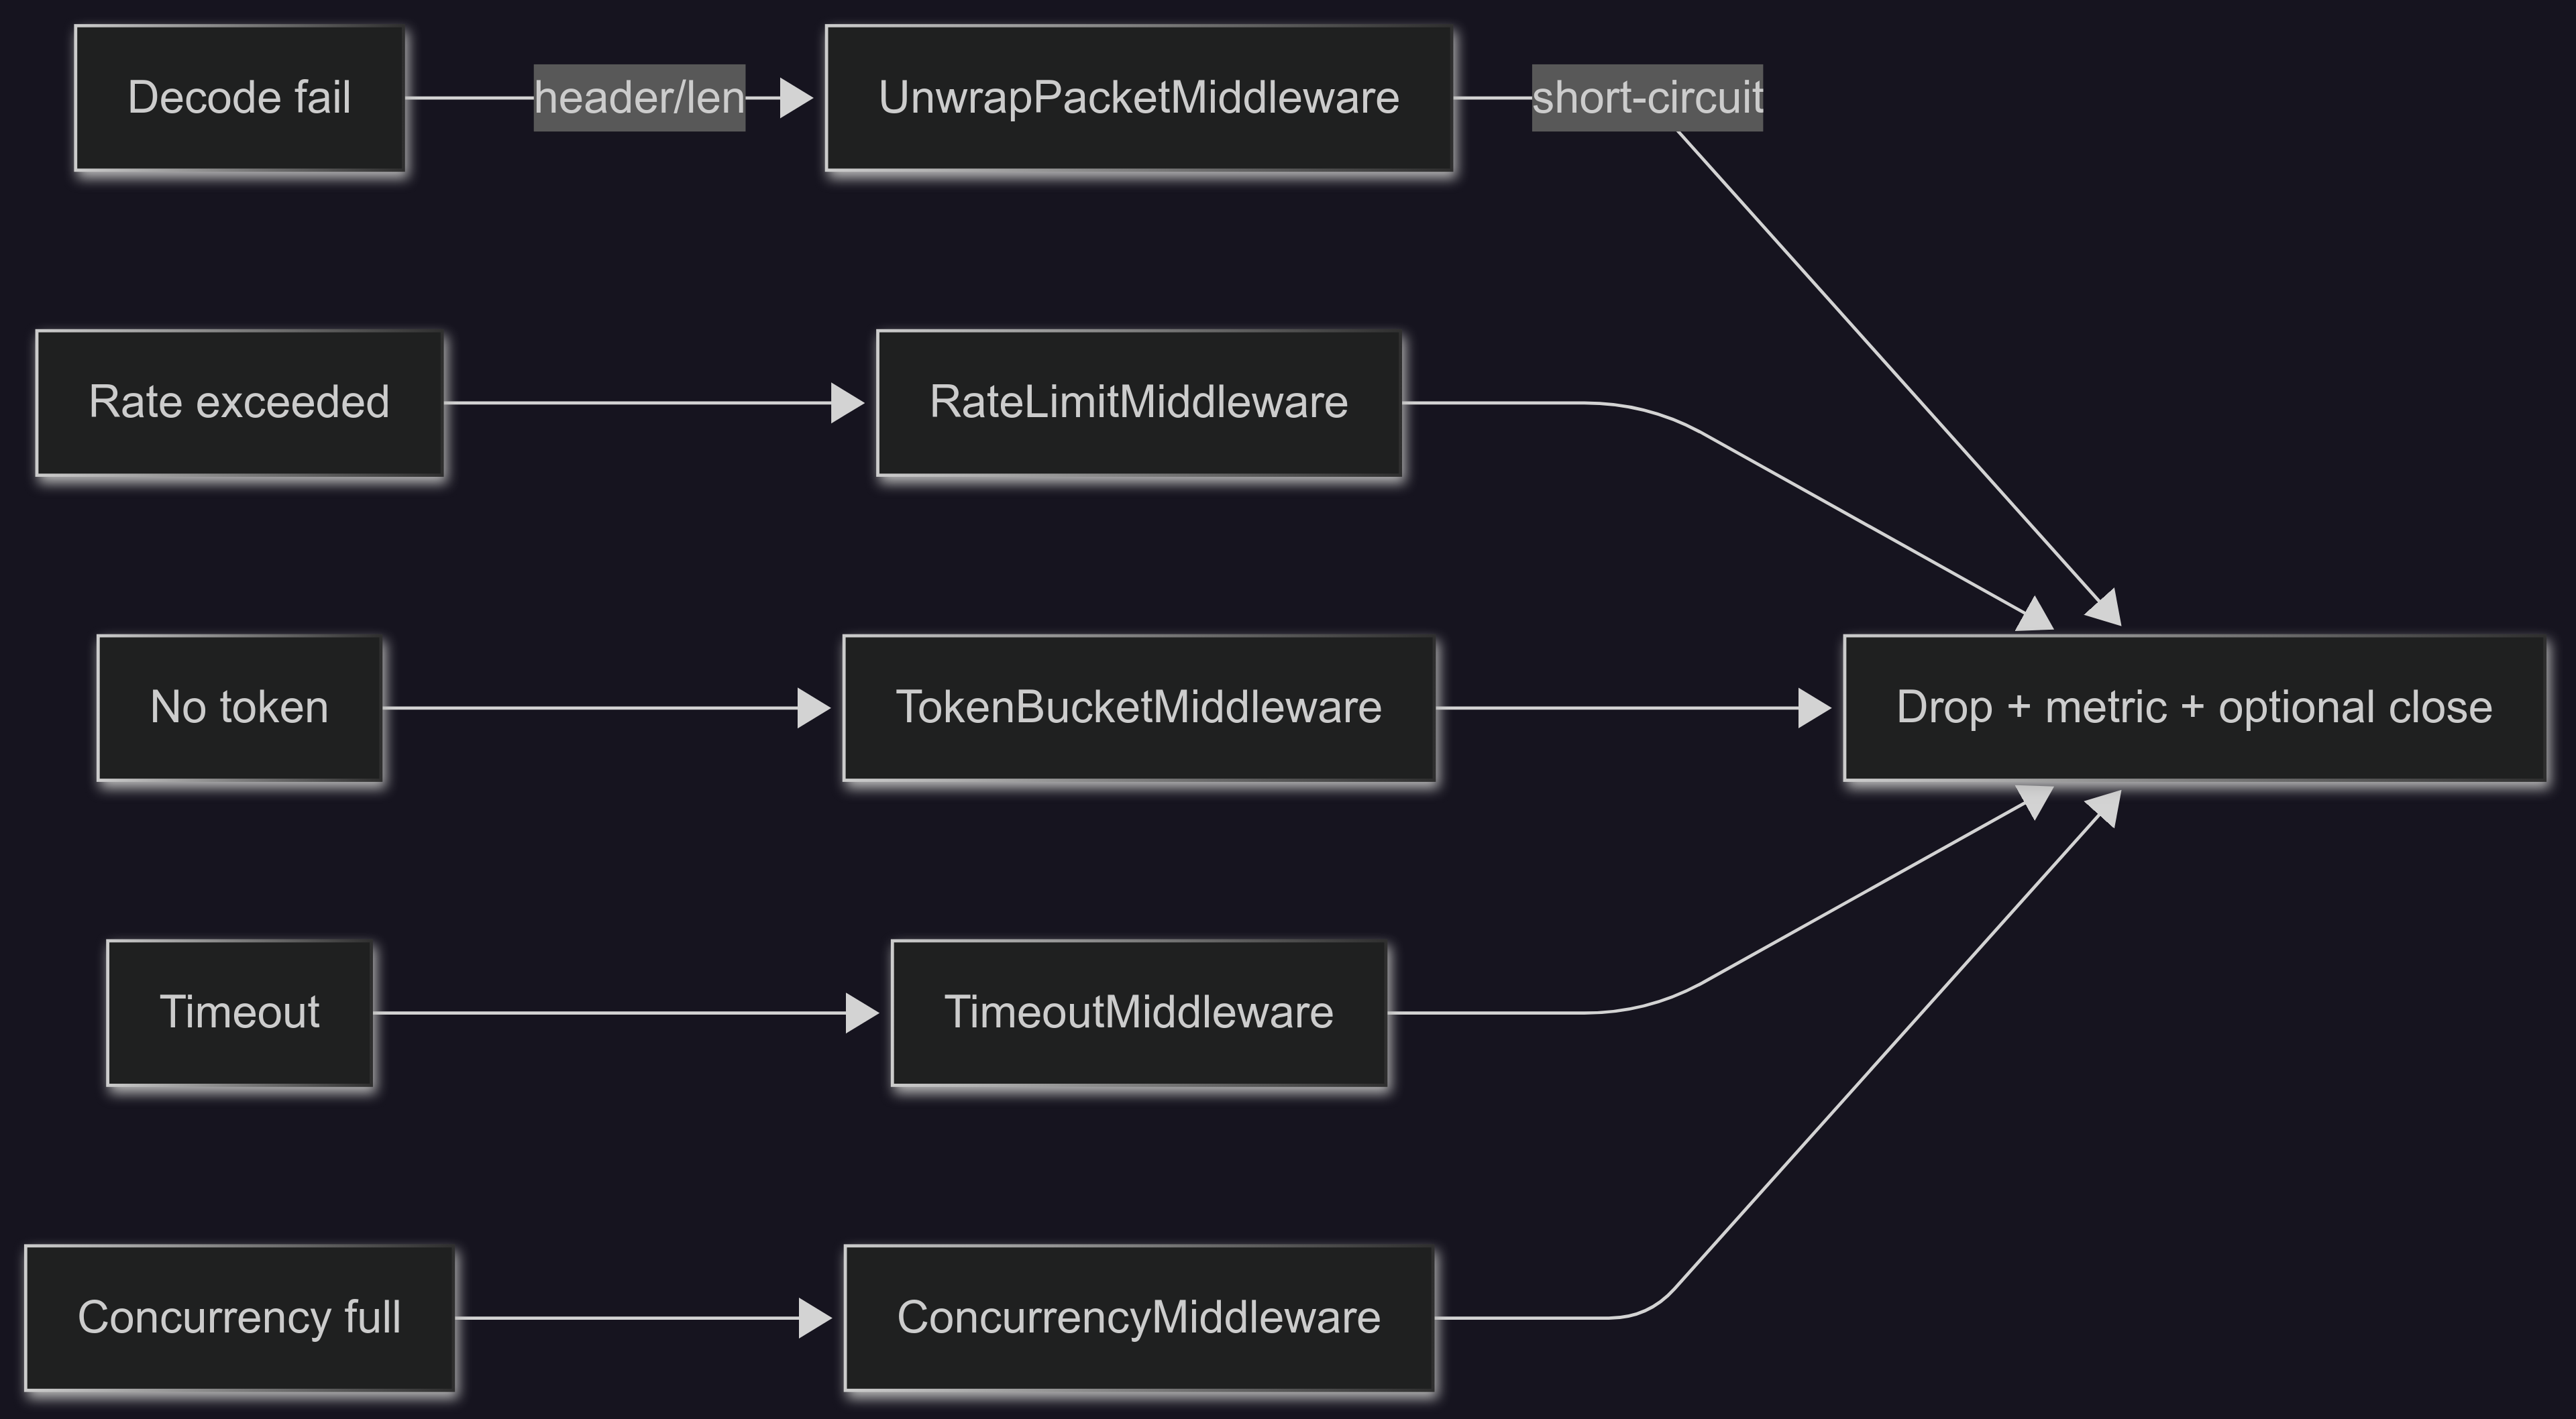 Decode fail
header/len
UnwrapPacketMiddleware
short-circuit
Rate exceeded
RateLimitMiddleware
No token
TokenBucketMiddleware
Drop + metric + optional close
Timeout
TimeoutMiddleware
Concurrency full
ConcurrencyMiddleware